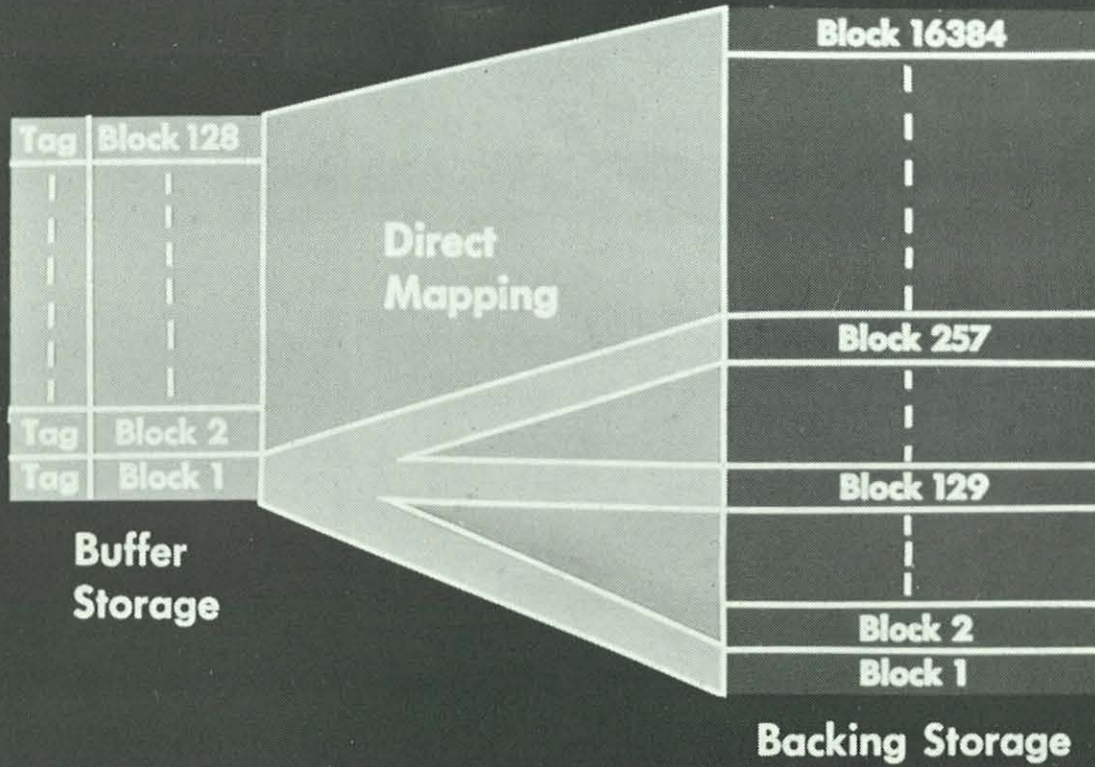 Block 16384
Tag Block 128
Direct
Mapping
Block 257
Tag Block 2
Tag Block 1
Block 129
Buffer
Storage
Block 2
Block 1
Backing Storage